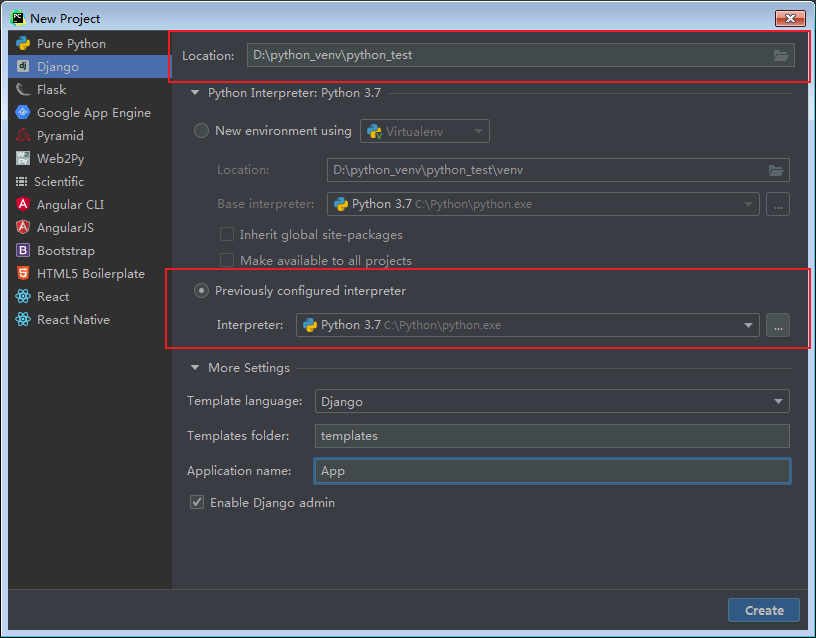 New Project
Pure Python
Django
Flask
Google App Engine
Pyramid
Web2Py
Scientific
Angular CLI
AngularJS
Bootstrap
HTML5 Boilerplate
React
React Native
Location: D:\python_venv\python_test
Python Interpreter: Python 3.7
New environment using Virtualenv
Location: D:\python_venv\python_test\venv
Base interpreter: Python 3.7 C:\Python\python.exe ...
Inherit global site-packages
Make available to all projects
Previously configured interpreter
Interpreter: Python 3.7 C:\Python\python.exe ...
More Settings
Template language: Django
Templates folder: templates
Application name: App
Enable Django admin
Create